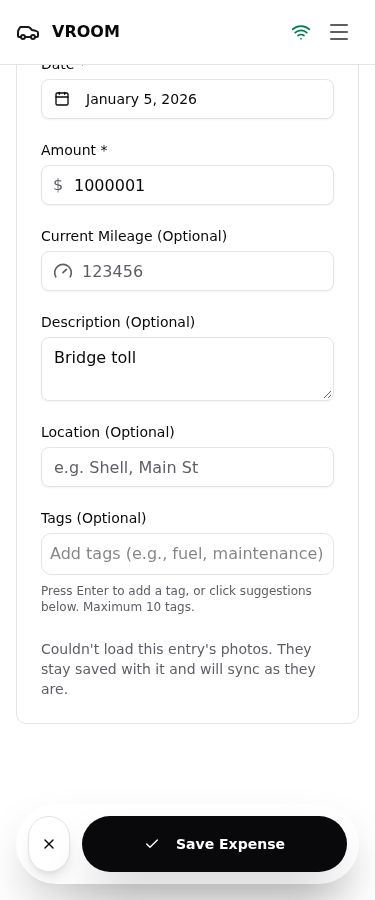 VROOM
Date *
January 5, 2026
Amount *
$ 1000001
Current Mileage (Optional)
123456
Description (Optional)
Bridge toll
Location (Optional)
e.g. Shell, Main St
Tags (Optional)
Add tags (e.g., fuel, maintenance)
Press Enter to add a tag, or click suggestions
below. Maximum 10 tags.
Couldn't load this entry's photos. They
stay saved with it and will sync as they
are.
Save Expense